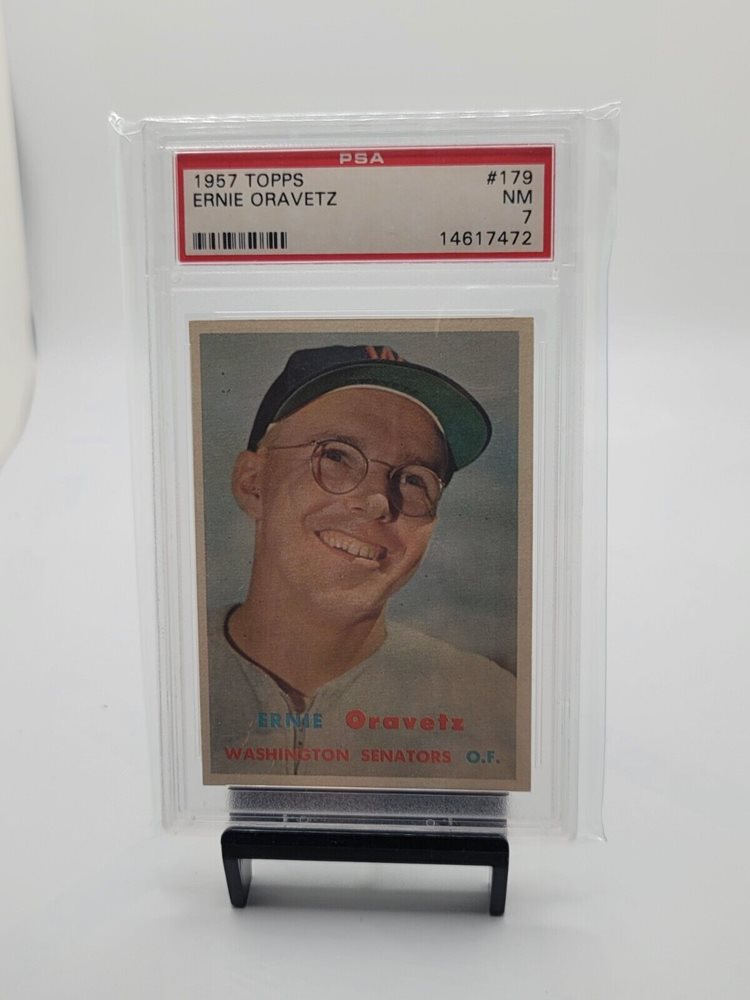 PSA
1957 TOPPS #179
ERNIE ORAVETZ NM
7
14617472
W
ERNIE Oravetz
WASHINGTON SENATORS O.F.